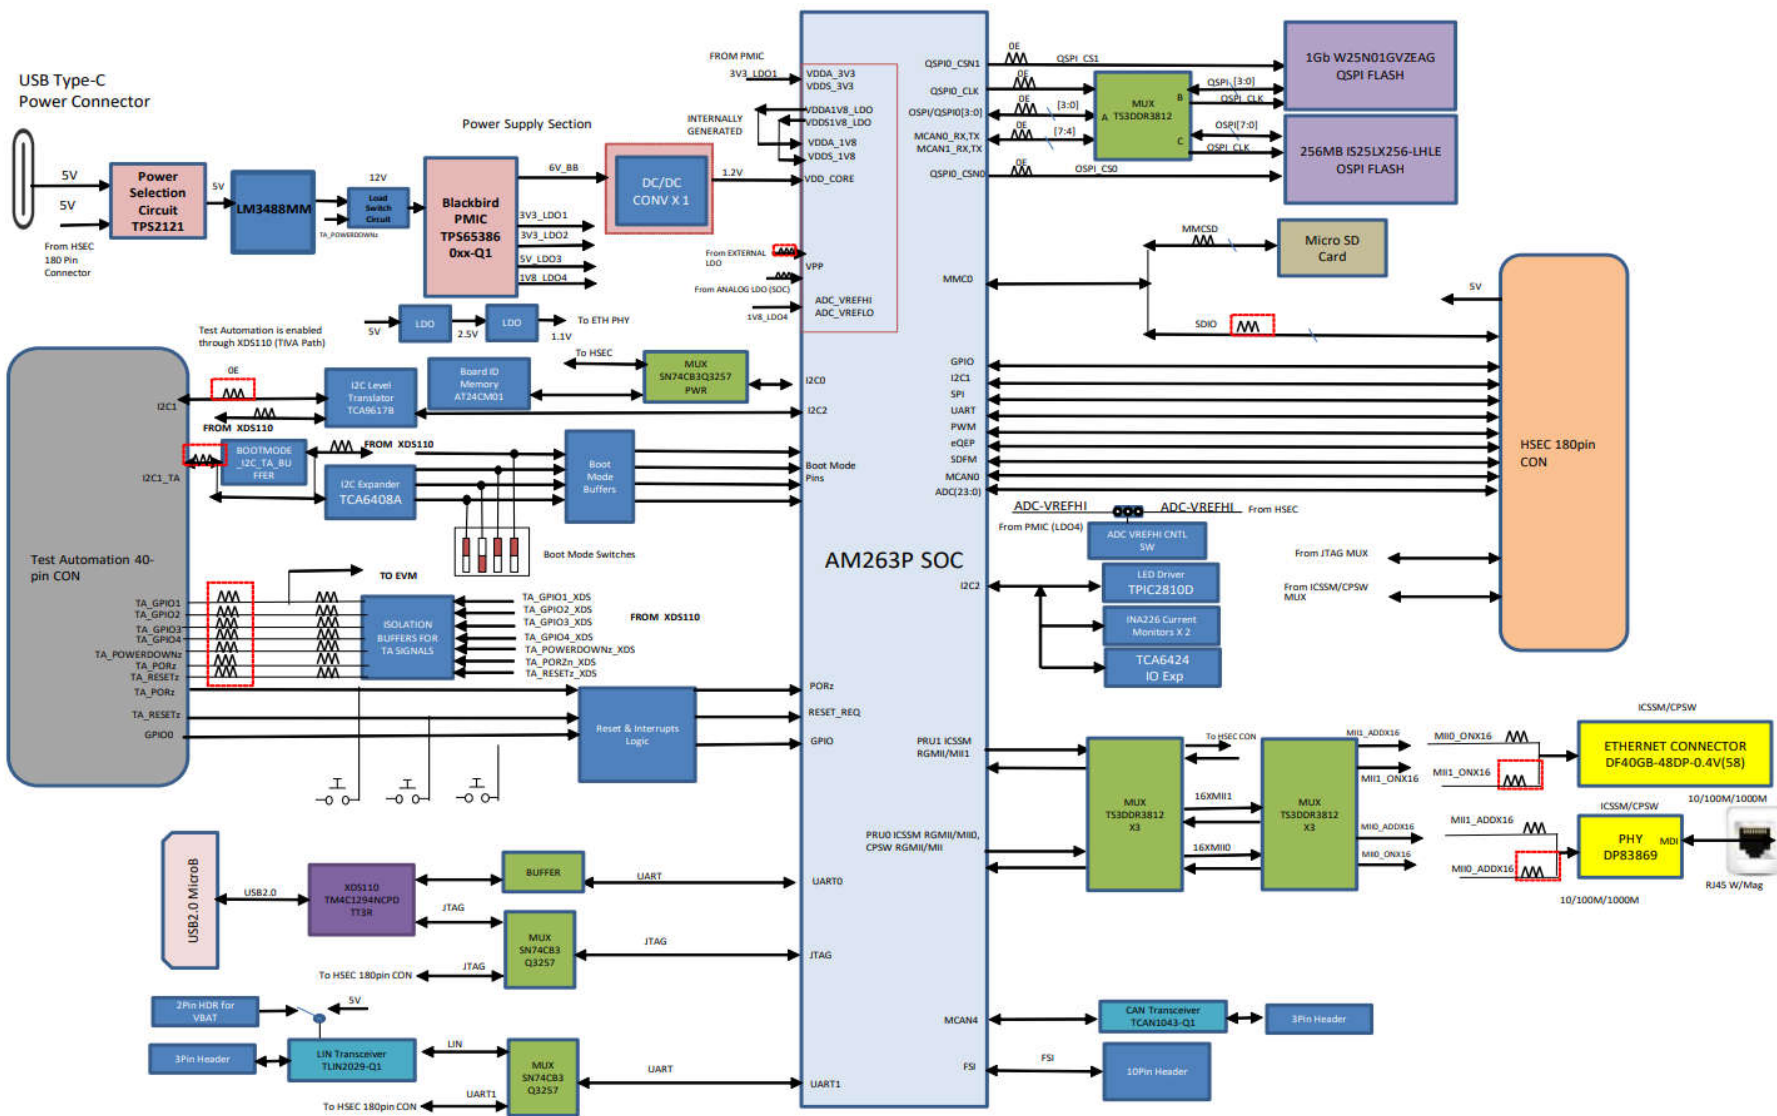 USB Type-C
Power Connector
5V
5V
From HSEC
180 Pin
Connector
Power
Selection
Circuit
TPS2121
5V
LM3488MM
12V
TA_POWERDOWNz
Load
Switch
Circuit
Power Supply Section
Blackbird
PMIC
TPS65386
0xx-Q1
6V_BB
3V3_LDO1
3V3_LDO2
5V_LDO3
1V8_LDO4
DC/DC
CONV X 1
1.2V
5V
LDO
2.5V
LDO
1.1V
To ETH PHY
FROM PMIC
3V3_LDO1
INTERNALLY
GENERATED
VDDA_3V3
VDDS_3V3
VDDA1V8_LDO
VDDS1V8_LDO
VDDA_1V8
VDDS_1V8
VDD_CORE
From EXTERNAL
LDO
VPP
From ANALOG LDO (SOC)
1V8_LDO4
ADC_VREFHI
ADC_VREFLO
AM263P SOC
QSPI0_CSN1
QSPI0_CLK
OSPI/QSPI0[3:0]
MCAN0_RX,TX
MCAN1_RX,TX
QSPI0_CSN0
0E
QSPI_CS1
0E
0E
[3:0]
0E
[7:4]
0E
OSPI_CS0
MUX
TS3DDR3812
A
B
C
QSPI [3:0]
QSPI_CLK
OSPI[7:0]
OSPI_CLK
1Gb W25N01GVZEAG
QSPI FLASH
256MB IS25LX256-LHLE
OSPI FLASH
MMC0
MMCSD
Micro SD
Card
SDIO
5V
HSEC 180pin
CON
GPIO
I2C1
SPI
UART
PWM
eQEP
SDFM
MCAN0
ADC(23:0)
ADC-VREFHI
ADC-VREFHI
From HSEC
From PMIC (LDO4)
ADC VREFHI CNTL
SW
From JTAG MUX
From ICSSM/CPSW
MUX
I2C2
LED Driver
TPIC2810D
INA226 Current
Monitors X 2
TCA6424
IO Exp
Test Automation is enabled
through XDS110 (TIVA Path)
Test Automation 40-
pin CON
0E
I2C1
FROM XDS110
I2C Level
Translator
TCA9617B
Board ID
Memory
AT24CM01
To HSEC
MUX
SN74CB3Q3257
PWR
I2C0
I2C2
I2C1_TA
BOOTMODE
_I2C_TA_BU
FFER
FROM XDS110
I2C Expander
TCA6408A
Boot
Mode
Buffers
Boot Mode
Pins
Boot Mode Switches
TO EVM
TA_GPIO1
TA_GPIO2
TA_GPIO3
TA_GPIO4
TA_POWERDOWNz
TA_PORz
TA_RESETz
TA_PORz
TA_RESETz
GPIO0
ISOLATION
BUFFERS FOR
TA SIGNALS
TA_GPIO1_XDS
TA_GPIO2_XDS
TA_GPIO3_XDS
TA_GPIO4_XDS
TA_POWERDOWNz_XDS
TA_PORZn_XDS
TA_RESETz_XDS
FROM XDS110
Reset & Interrupts
Logic
PORz
RESET_REQ
GPIO
PRU1 ICSSM
RGMII/MII1
PRU0 ICSSM RGMII/MII0,
CPSW RGMII/MII
MUX
TS3DDR3812
X3
To HSEC CON
16XMII1
16XMII0
MUX
TS3DDR3812
X3
MII1_ADDX16
MII1_ONX16
MII0_ADDX16
MII0_ONX16
MII0_ONX16
MII1_ONX16
ICSSM/CPSW
ETHERNET CONNECTOR
DF40GB-48DP-0.4V(58)
10/100M/1000M
ICSSM/CPSW
MII1_ADDX16
MII0_ADDX16
PHY
DP83869
MDI
10/100M/1000M
RJ45 W/Mag
USB2.0 MicroB
USB2.0
XDS110
TM4C1294NCPD
TT3R
BUFFER
UART
UART0
JTAG
MUX
SN74CB3
Q3257
JTAG
JTAG
To HSEC 180pin CON
JTAG
2Pin HDR for
VBAT
5V
3Pin Header
LIN Transceiver
TLIN2029-Q1
LIN
MUX
SN74CB3
Q3257
UART
UART1
UART1
To HSEC 180pin CON
MCAN4
CAN Transceiver
TCAN1043-Q1
3Pin Header
FSI
FSI
10Pin Header